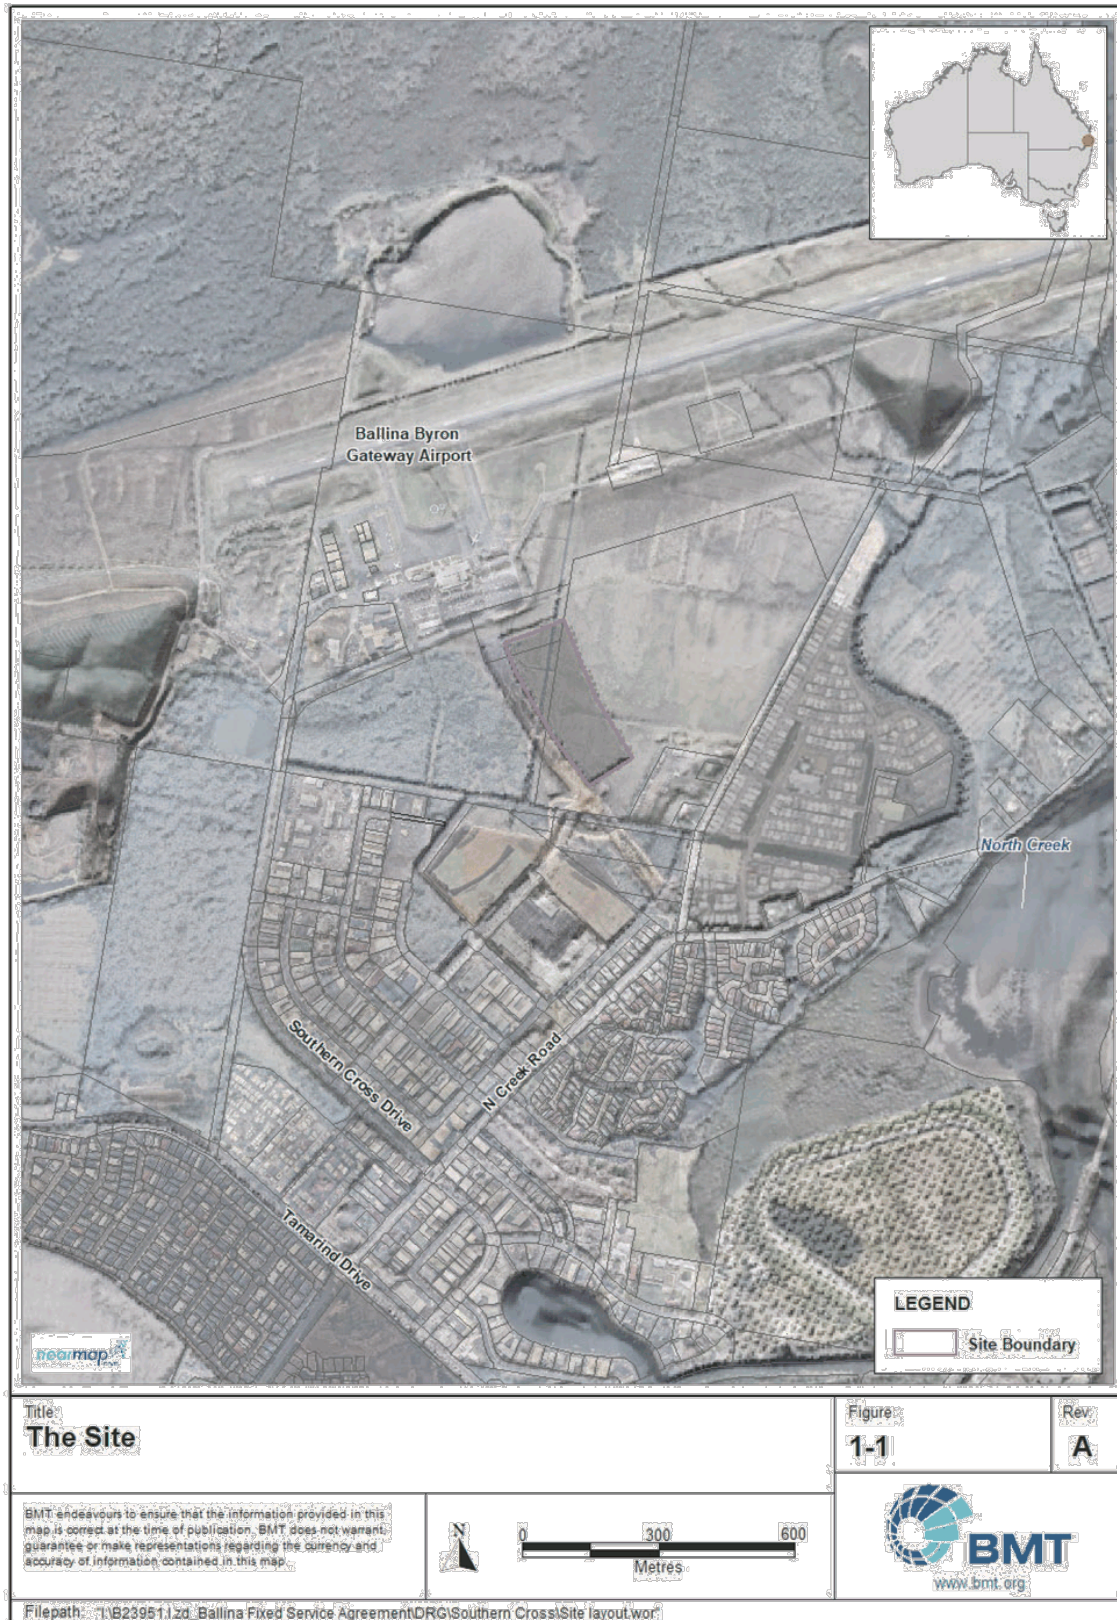 Ballina Byron
Gateway Airport
North Creek
Southern Cross Drive
N Creek Road
Tamarind Drive
LEGEND
Site Boundary
nearmap
Title:
The Site
Figure:
1-1
Rev:
A
BMT endeavours to ensure that the information provided in this
map is correct at the time of publication. BMT does not warrant,
guarantee or make representations regarding the currency and
accuracy of information contained in this map.
N
0 300 600
Metres
BMT
www.bmt.org
Filepath: "I:\B23951.I.zd_Ballina Fixed Service Agreement\DRG\Southern Cross\Site layout.wor"